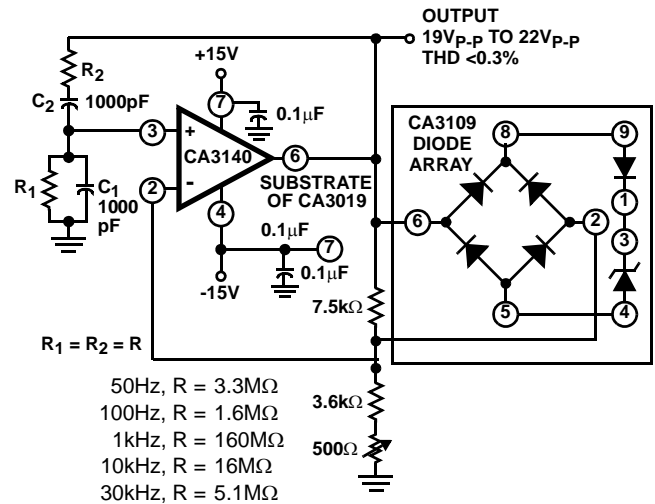 OUTPUT
19V_P-P TO 22V_P-P
THD <0.3%
+15V
R2
C2 1000pF
7
0.1μF
3
+
CA3140
6
2
-
4
R1
C1
1000
pF
SUBSTRATE
OF CA3019
0.1μF
7
0.1μF
-15V
CA3109
DIODE
ARRAY
8
9
1
6
2
3
5
4
7.5kΩ
R1 = R2 = R
3.6kΩ
500Ω
50Hz, R = 3.3MΩ
100Hz, R = 1.6MΩ
1kHz, R = 160MΩ
10kHz, R = 16MΩ
30kHz, R = 5.1MΩ